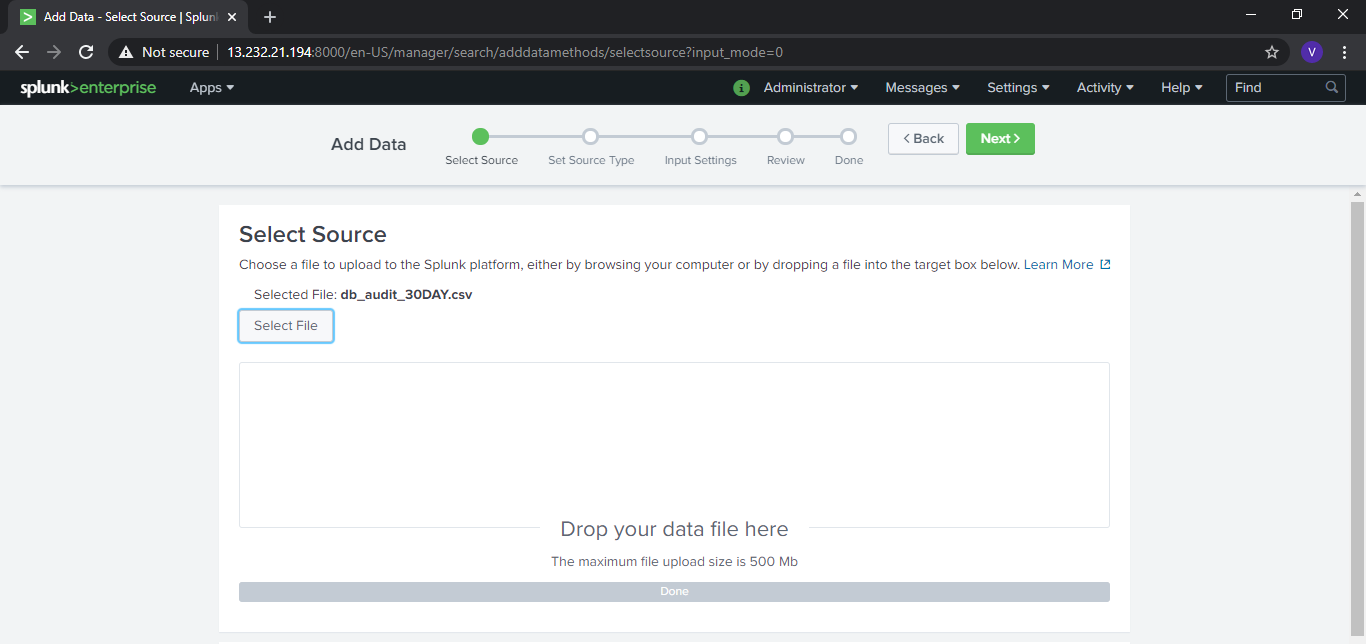 Add Data - Select Source | Splun
Not secure 13.232.21.194:8000/en-US/manager/search/adddatamethods/selectsource?input_mode=0 V
splunk>enterprise Apps i Administrator Messages Settings Activity Help Find
Add Data Select Source Set Source Type Input Settings Review Done < Back Next >
Select Source
Choose a file to upload to the Splunk platform, either by browsing your computer or by dropping a file into the target box below. Learn More
Selected File: db_audit_30DAY.csv
Select File
Drop your data file here
The maximum file upload size is 500 Mb
Done